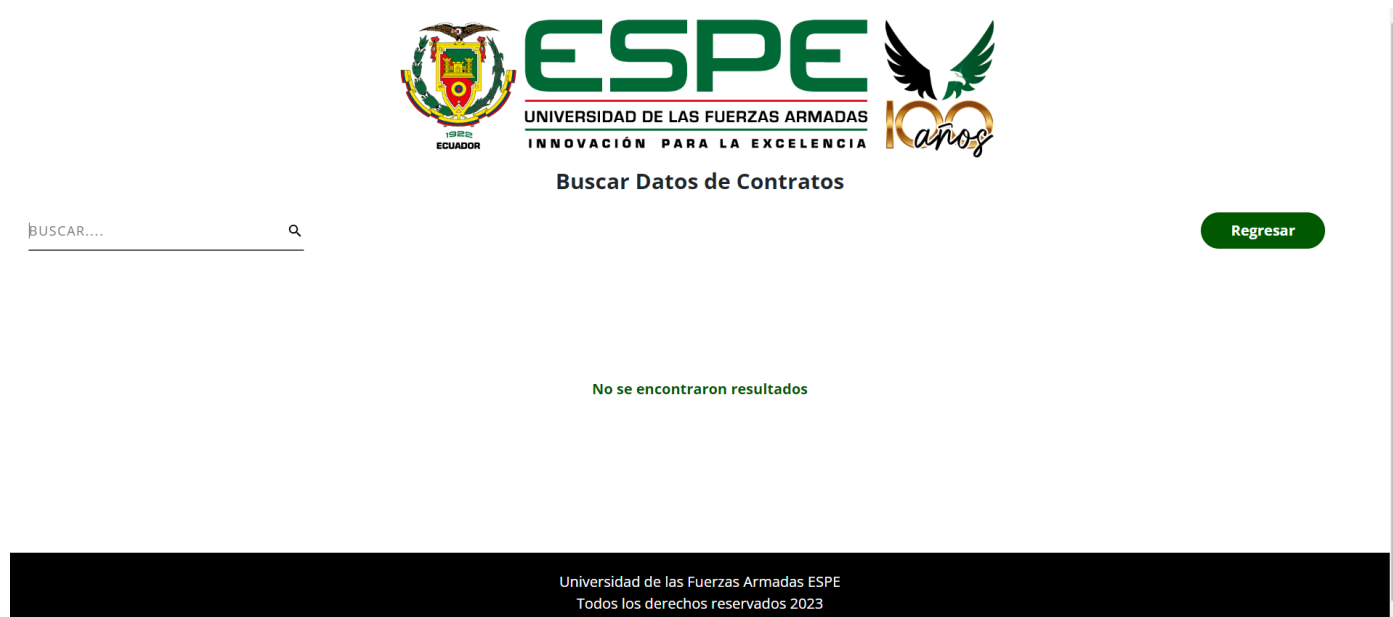 ESPE
UNIVERSIDAD DE LAS FUERZAS ARMADAS
INNOVACIÓN PARA LA EXCELENCIA
1922
ECUADOR
100
años
Buscar Datos de Contratos
BUSCAR....
Regresar
No se encontraron resultados
Universidad de las Fuerzas Armadas ESPE
Todos los derechos reservados 2023